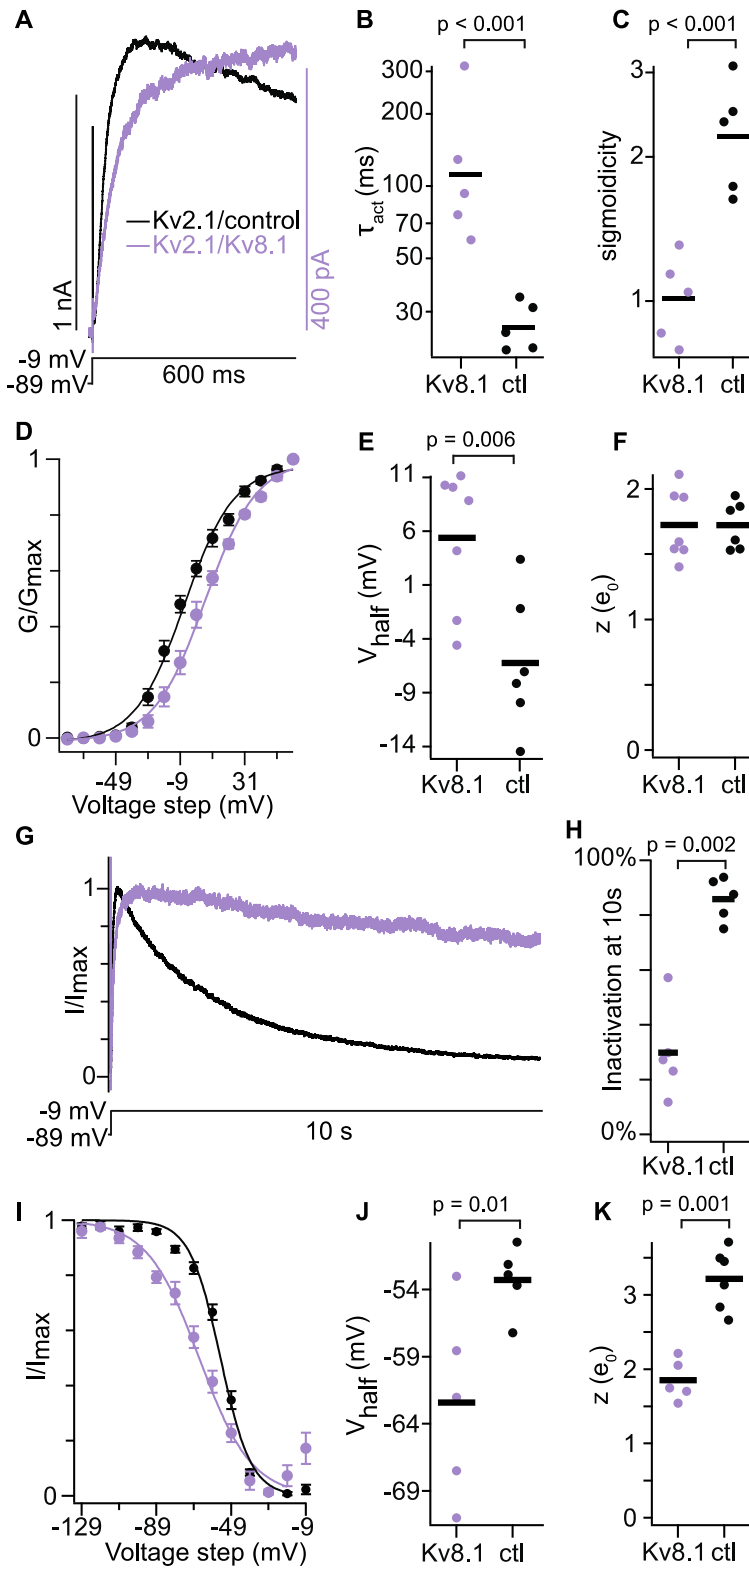 A
1 nA
Kv2.1/control
Kv2.1/Kv8.1
400 pA
-9 mV
-89 mV
600 ms
B
p < 0.001
τact (ms)
300
200
100
70
50
30
Kv8.1 ctl
C
p < 0.001
sigmoidicity
3
2
1
Kv8.1 ctl
D
G/Gmax
1
0
-49 -9 31
Voltage step (mV)
E
p = 0.006
Vhalf (mV)
11
6
1
-4
-9
-14
Kv8.1 ctl
F
z (e0)
2
0
Kv8.1 ctl
G
I/Imax
1
0
-9 mV
-89 mV
10 s
H
p = 0.002
Inactivation at 10s
100%
0%
Kv8.1 ctl
I
I/Imax
1
0
-129 -89 -49 -9
Voltage step (mV)
J
p = 0.01
Vhalf (mV)
-54
-59
-64
-69
Kv8.1 ctl
K
p = 0.001
z (e0)
3
2
1
0
Kv8.1 ctl